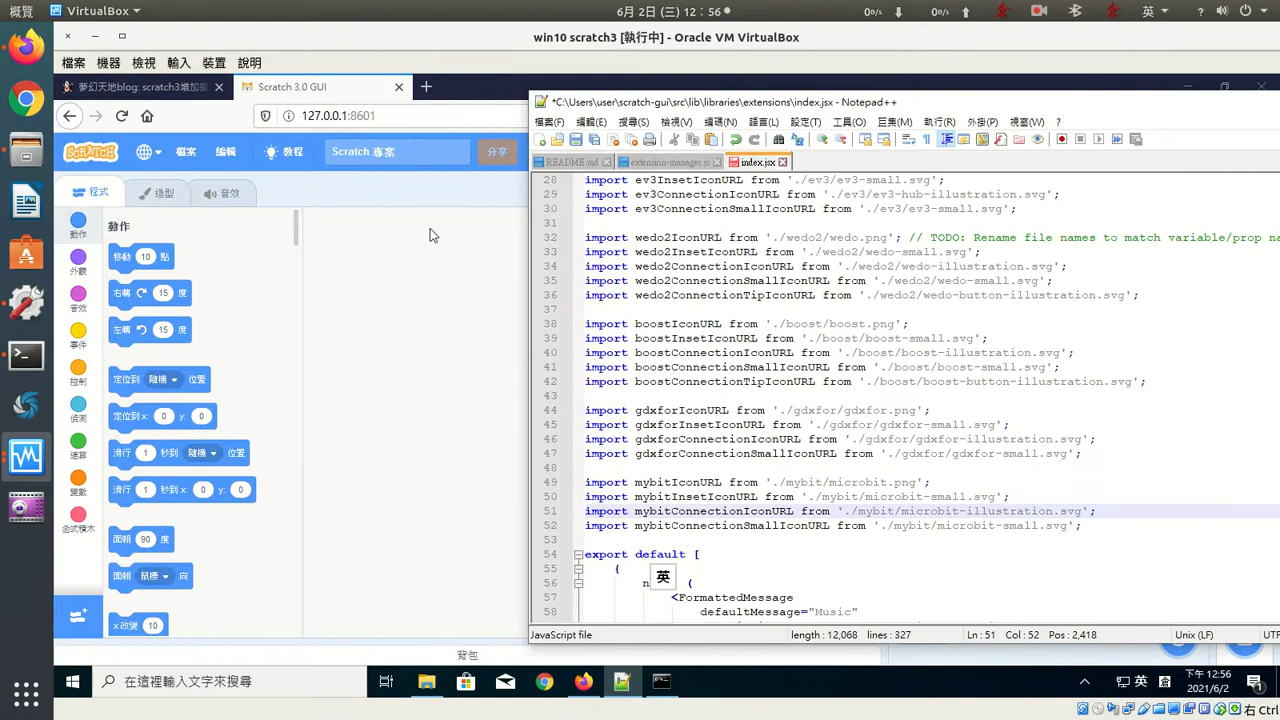 概覽
VirtualBox
6月 2日 (三) 12:56
0B/s
0B/s
英
win10 scratch3 [執行中] - Oracle VM VirtualBox
檔案 機器 檢視 輸入 裝置 說明
夢幻天地blog: scratch3增加
Scratch 3.0 GUI
127.0.0.1:8601
SCRATCH
檔案
編輯
教程
Scratch 專案
分享
程式
造型
音效
動作
外觀
音效
事件
控制
偵測
運算
變數
函式積木
動作
移動 10 點
右轉 15 度
左轉 15 度
定位到 隨機 位置
定位到 x: 0 y: 0
滑行 1 秒到 隨機 位置
滑行 1 秒到 x: 0 y: 0
面朝 90 度
面朝 鼠標 向
x 改變 10
背包
*C:\Users\user\scratch-gui\src\lib\libraries\extensions\index.jsx - Notepad++
檔案(F) 編輯(E) 搜尋(S) 檢視(V) 編碼(N) 語言(L) 設定(T) 工具(O) 巨集(M) 執行(R) 外掛(P) 視窗(W) ?
README.md
extension-manager.js
index.jsx
28 import ev3InsetIconURL from './ev3/ev3-small.svg';
29 import ev3ConnectionIconURL from './ev3/ev3-hub-illustration.svg';
30 import ev3ConnectionSmallIconURL from './ev3/ev3-small.svg';
31
32 import wedo2IconURL from './wedo2/wedo.png'; // TODO: Rename file names to match variable/prop na
33 import wedo2InsetIconURL from './wedo2/wedo-small.svg';
34 import wedo2ConnectionIconURL from './wedo2/wedo-illustration.svg';
35 import wedo2ConnectionSmallIconURL from './wedo2/wedo-small.svg';
36 import wedo2ConnectionTipIconURL from './wedo2/wedo-button-illustration.svg';
37
38 import boostIconURL from './boost/boost.png';
39 import boostInsetIconURL from './boost/boost-small.svg';
40 import boostConnectionIconURL from './boost/boost-illustration.svg';
41 import boostConnectionSmallIconURL from './boost/boost-small.svg';
42 import boostConnectionTipIconURL from './boost/boost-button-illustration.svg';
43
44 import gdxforIconURL from './gdxfor/gdxfor.png';
45 import gdxforInsetIconURL from './gdxfor/gdxfor-small.svg';
46 import gdxforConnectionIconURL from './gdxfor/gdxfor-illustration.svg';
47 import gdxforConnectionSmallIconURL from './gdxfor/gdxfor-small.svg';
48
49 import mybitIconURL from './mybit/microbit.png';
50 import mybitInsetIconURL from './mybit/microbit-small.svg';
51 import mybitConnectionIconURL from './mybit/microbit-illustration.svg';
52 import mybitConnectionSmallIconURL from './mybit/microbit-small.svg';
53
54 export default [
55 {
56 n 英 (
57 <FormattedMessage
58 defaultMessage="Music"
JavaScript file
length : 12,068 lines : 327
Ln : 51 Col : 52 Pos : 2,418
Unix (LF)
UTF
在這裡輸入文字來搜尋
英
下午 12:56
2021/6/2
右 Ctrl